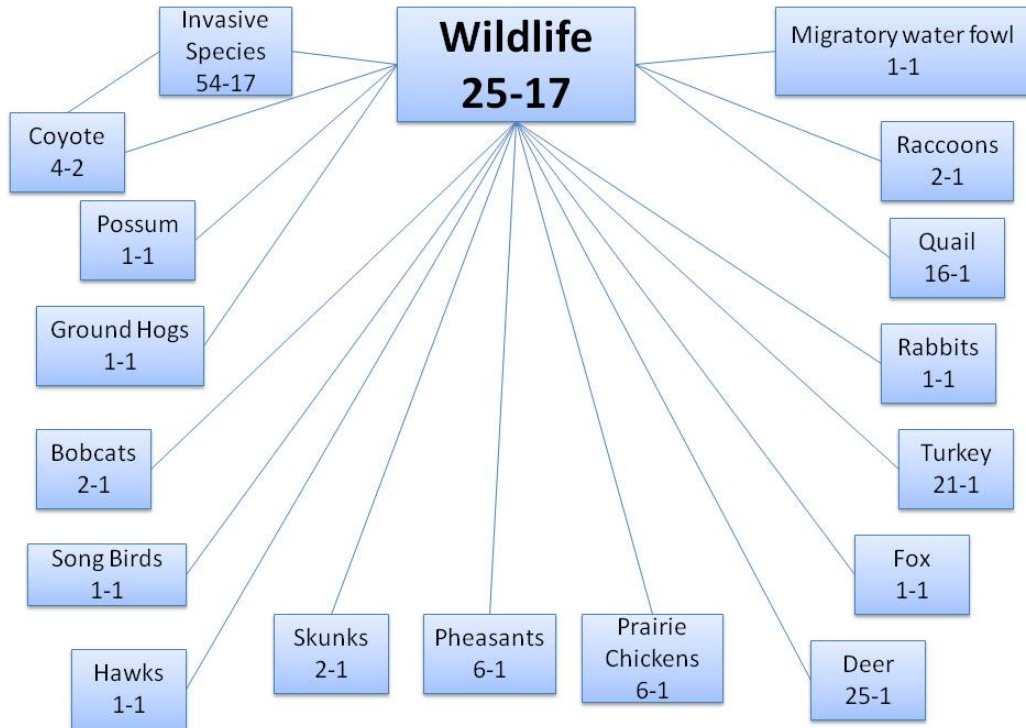 Wildlife
25-17
Invasive
Species
54-17
Migratory water fowl
1-1
Coyote
4-2
Raccoons
2-1
Possum
1-1
Quail
16-1
Ground Hogs
1-1
Rabbits
1-1
Bobcats
2-1
Turkey
21-1
Song Birds
1-1
Fox
1-1
Hawks
1-1
Skunks
2-1
Pheasants
6-1
Prairie
Chickens
6-1
Deer
25-1